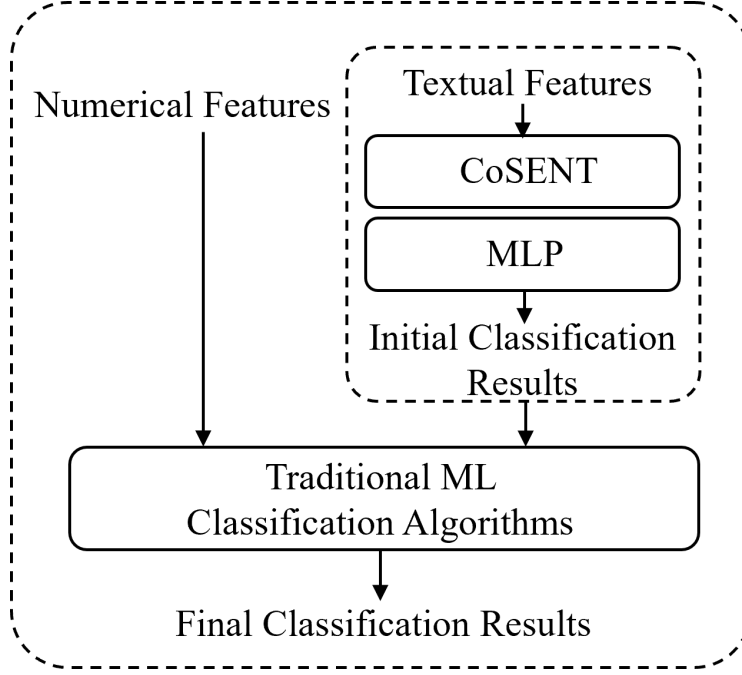 Numerical Features
Textual Features
CoSENT
MLP
Initial Classification
Results
Traditional ML
Classification Algorithms
Final Classification Results